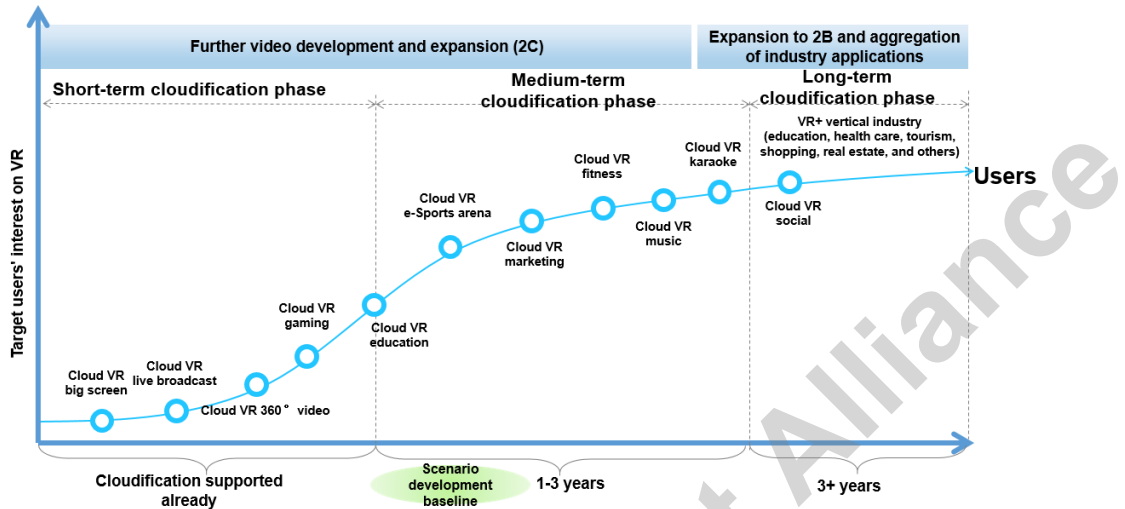 Further video development and expansion (2C)
Expansion to 2B and aggregation
of industry applications
Short-term cloudification phase
Medium-term
cloudification phase
Long-term
cloudification phase
VR+ vertical industry
(education, health care, tourism,
shopping, real estate, and others)
Target users' interest on VR
Cloud VR
big screen
Cloud VR
live broadcast
Cloud VR 360° video
Cloud VR
gaming
Cloud VR
education
Cloud VR
e-Sports arena
Cloud VR
marketing
Cloud VR
fitness
Cloud VR
music
Cloud VR
karaoke
Cloud VR
social
Users
Cloudification supported
already
Scenario
development
baseline
1-3 years
3+ years
Alliance